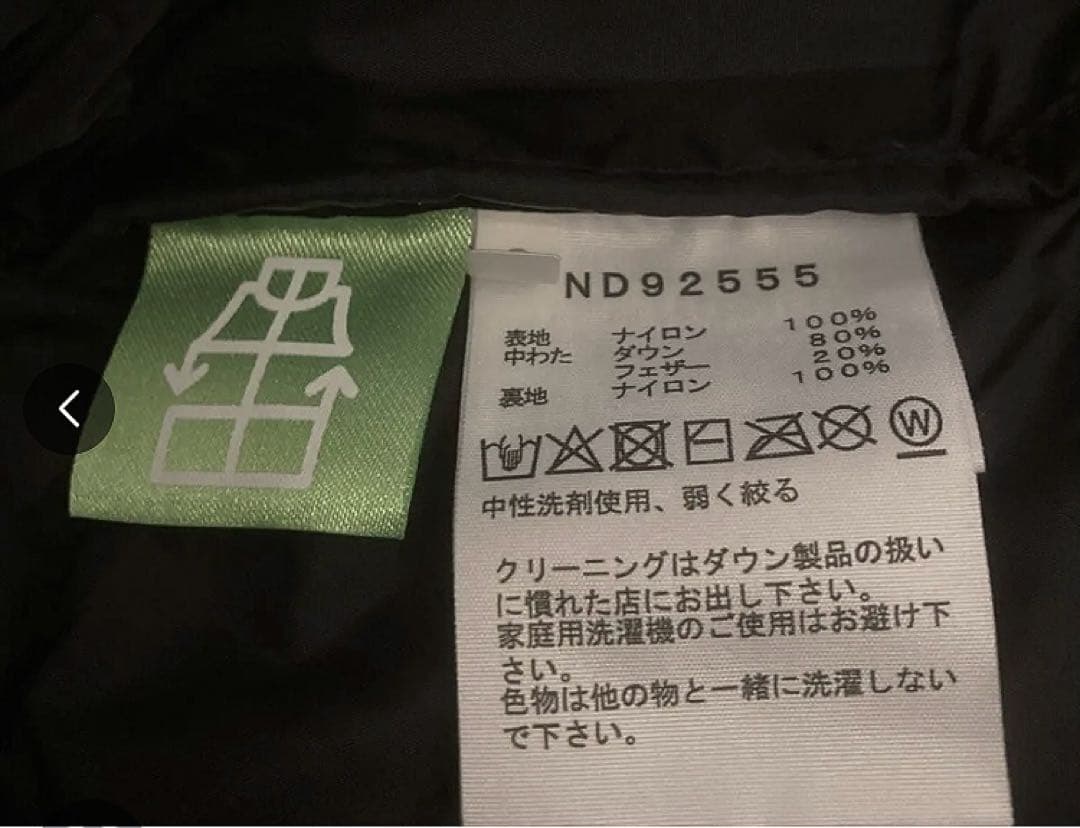 ND92555
表地 ナイロン 100%
中わた ダウン 80%
フェザー 20%
裏地 ナイロン 100%
W
中性洗剤使用、弱く絞る
クリーニングはダウン製品の扱い
に慣れた店にお出し下さい。
家庭用洗濯機のご使用はお避け下
さい。
色物は他の物と一緒に洗濯しない
で下さい。